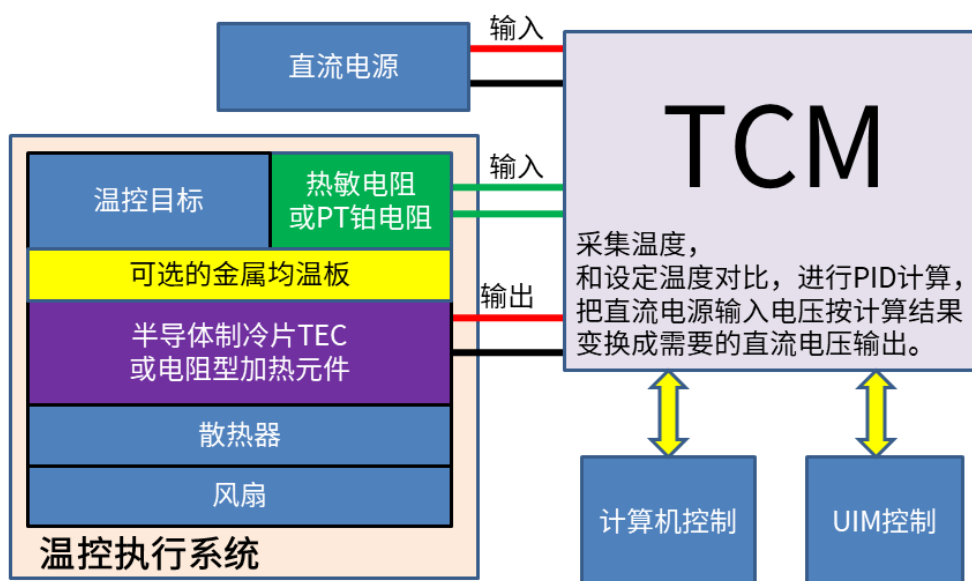 直流电源
输入
TCM
采集温度，
和设定温度对比，进行PID计算，
把直流电源输入电压按计算结果
变换成需要的直流电压输出。
温控目标
热敏电阻
或PT铂电阻
输入
可选的金属均温板
输出
半导体制冷片TEC
或电阻型加热元件
散热器
风扇
温控执行系统
计算机控制
UIM控制